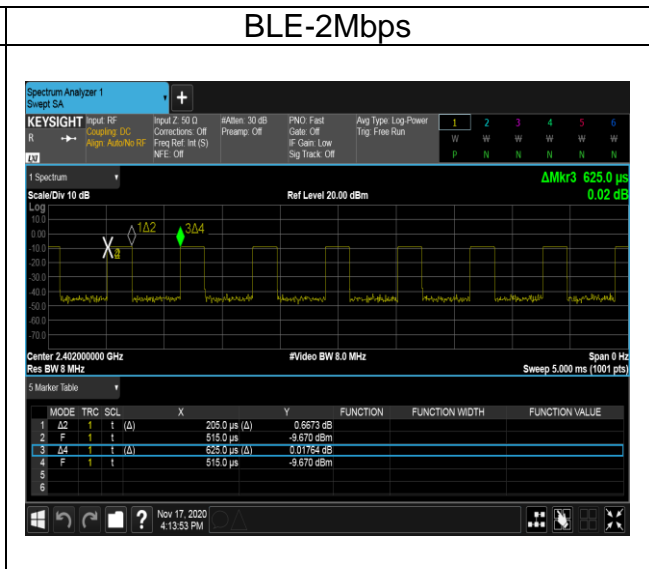 BLE-2Mbps
Spectrum Analyzer 1
Swept SA
+
KEYSIGHT Input: RF Input Z: 50 Ω #Atten: 30 dB PNO: Fast Avg Type: Log-Power 1 2 3 4 5 6
R Coupling: DC Corrections: Off Preamp: Off Gate: Off Trig: Free Run W W W W W W
Align: Auto/No RF Freq Ref: Int (S) IF Gain: Low P N N N N N
LXI NFE: Off Sig Track: Off
1 Spectrum ΔMkr3 625.0 µs
Scale/Div 10 dB Ref Level 20.00 dBm 0.02 dB
Log
10.0
0.00 1Δ2 3Δ4
-10.0
-20.0
-30.0
-40.0
-50.0
-60.0
-70.0
Center 2.402000000 GHz #Video BW 8.0 MHz Span 0 Hz
Res BW 8 MHz Sweep 5.000 ms (1001 pts)
5 Marker Table
MODE TRC SCL X Y FUNCTION FUNCTION WIDTH FUNCTION VALUE
1 Δ2 1 t (Δ) 205.0 µs (Δ) 0.6673 dB
2 F 1 t 515.0 µs -9.670 dBm
3 Δ4 1 t (Δ) 625.0 µs (Δ) 0.01764 dB
4 F 1 t 515.0 µs -9.670 dBm
5
6
? Nov 17, 2020
4:13:53 PM